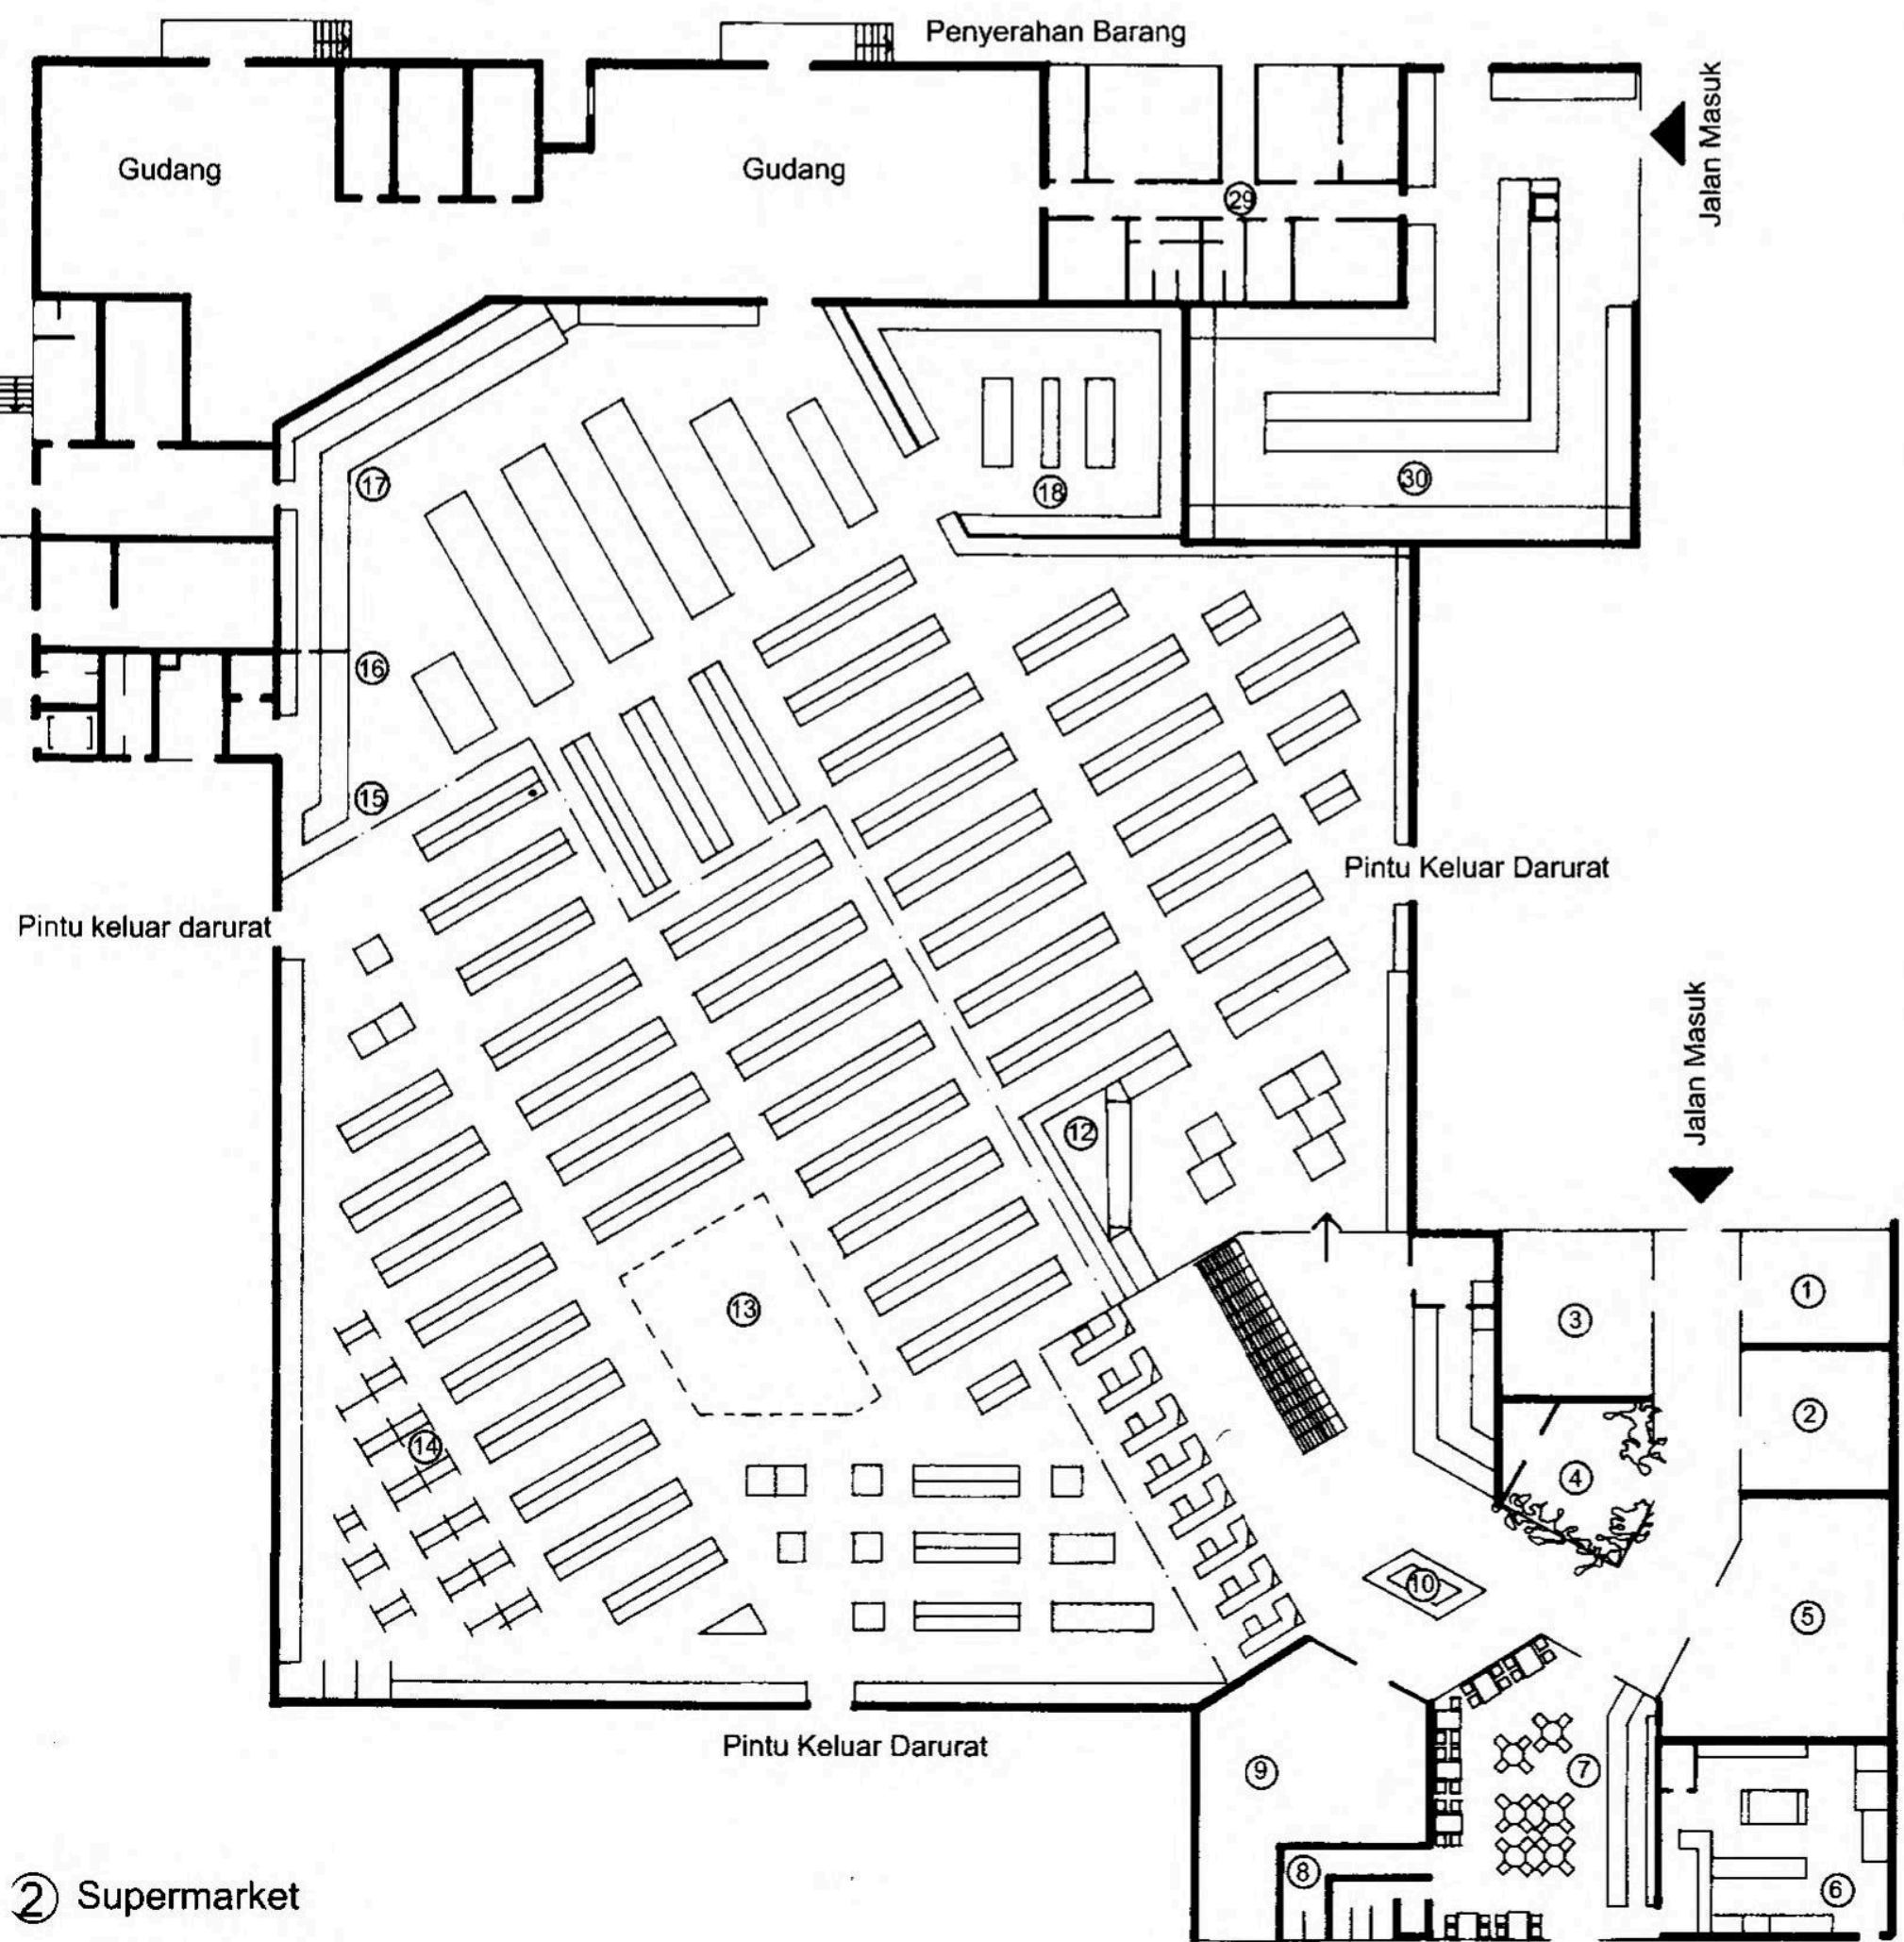 Penyerahan Barang
Jalan Masuk
Gudang
Gudang
29
17
18
30
16
15
Pintu Keluar Darurat
Pintu keluar darurat
Jalan Masuk
12
13
1
3
2
14
4
10
5
Pintu Keluar Darurat
9
7
8
6
2 Supermarket